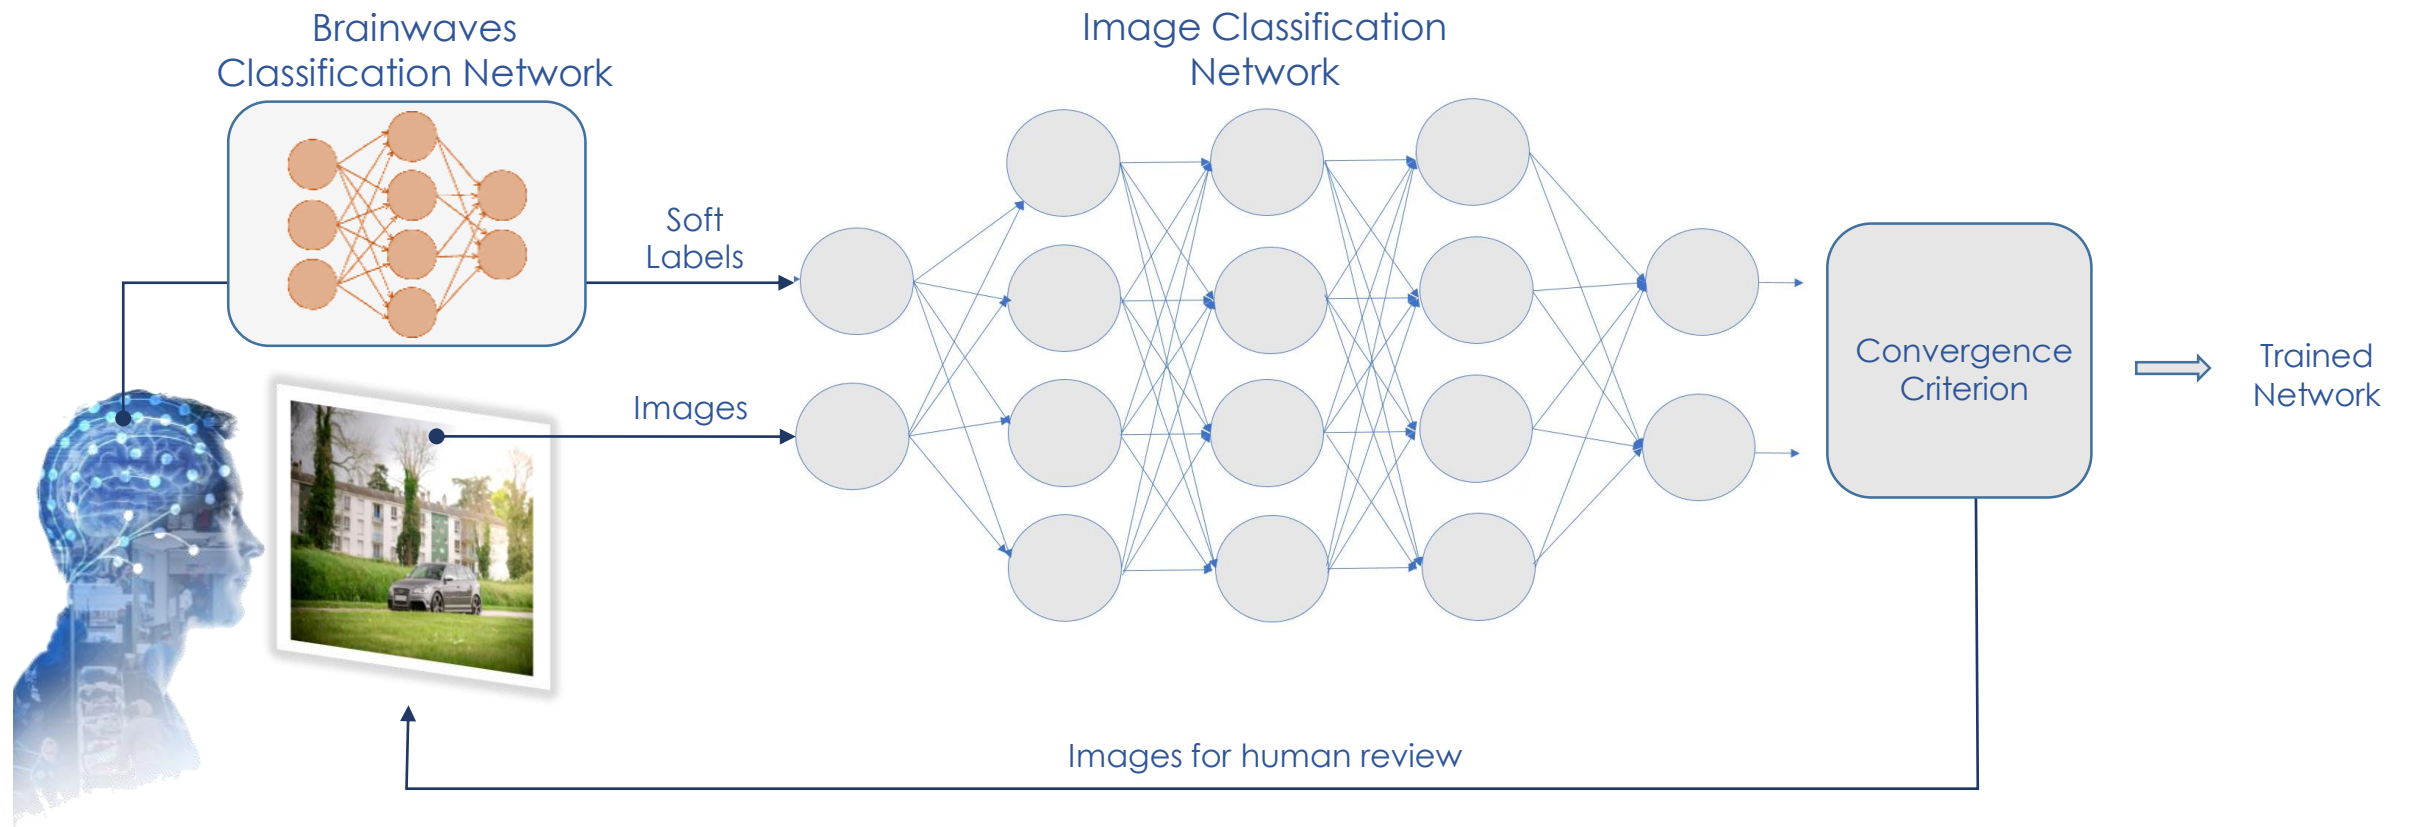 Brainwaves
Classification Network
Image Classification
Network
Soft
Labels
Images
Convergence
Criterion
Trained
Network
Images for human review